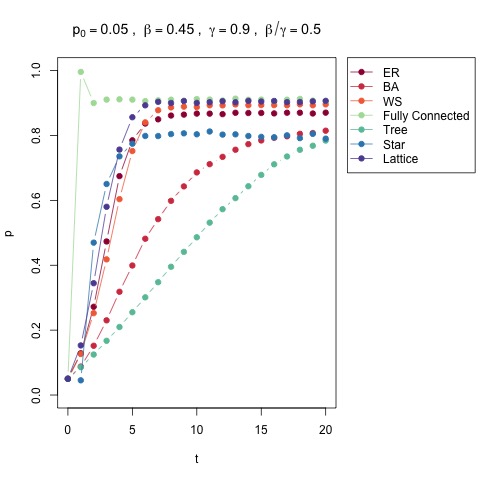 p0 = 0.05 , β = 0.45 , γ = 0.9 , β/γ = 0.5
ER
BA
WS
Fully Connected
Tree
Star
Lattice
1.0
0.8
0.6
0.4
0.2
0.0
p
0 5 10 15 20
t